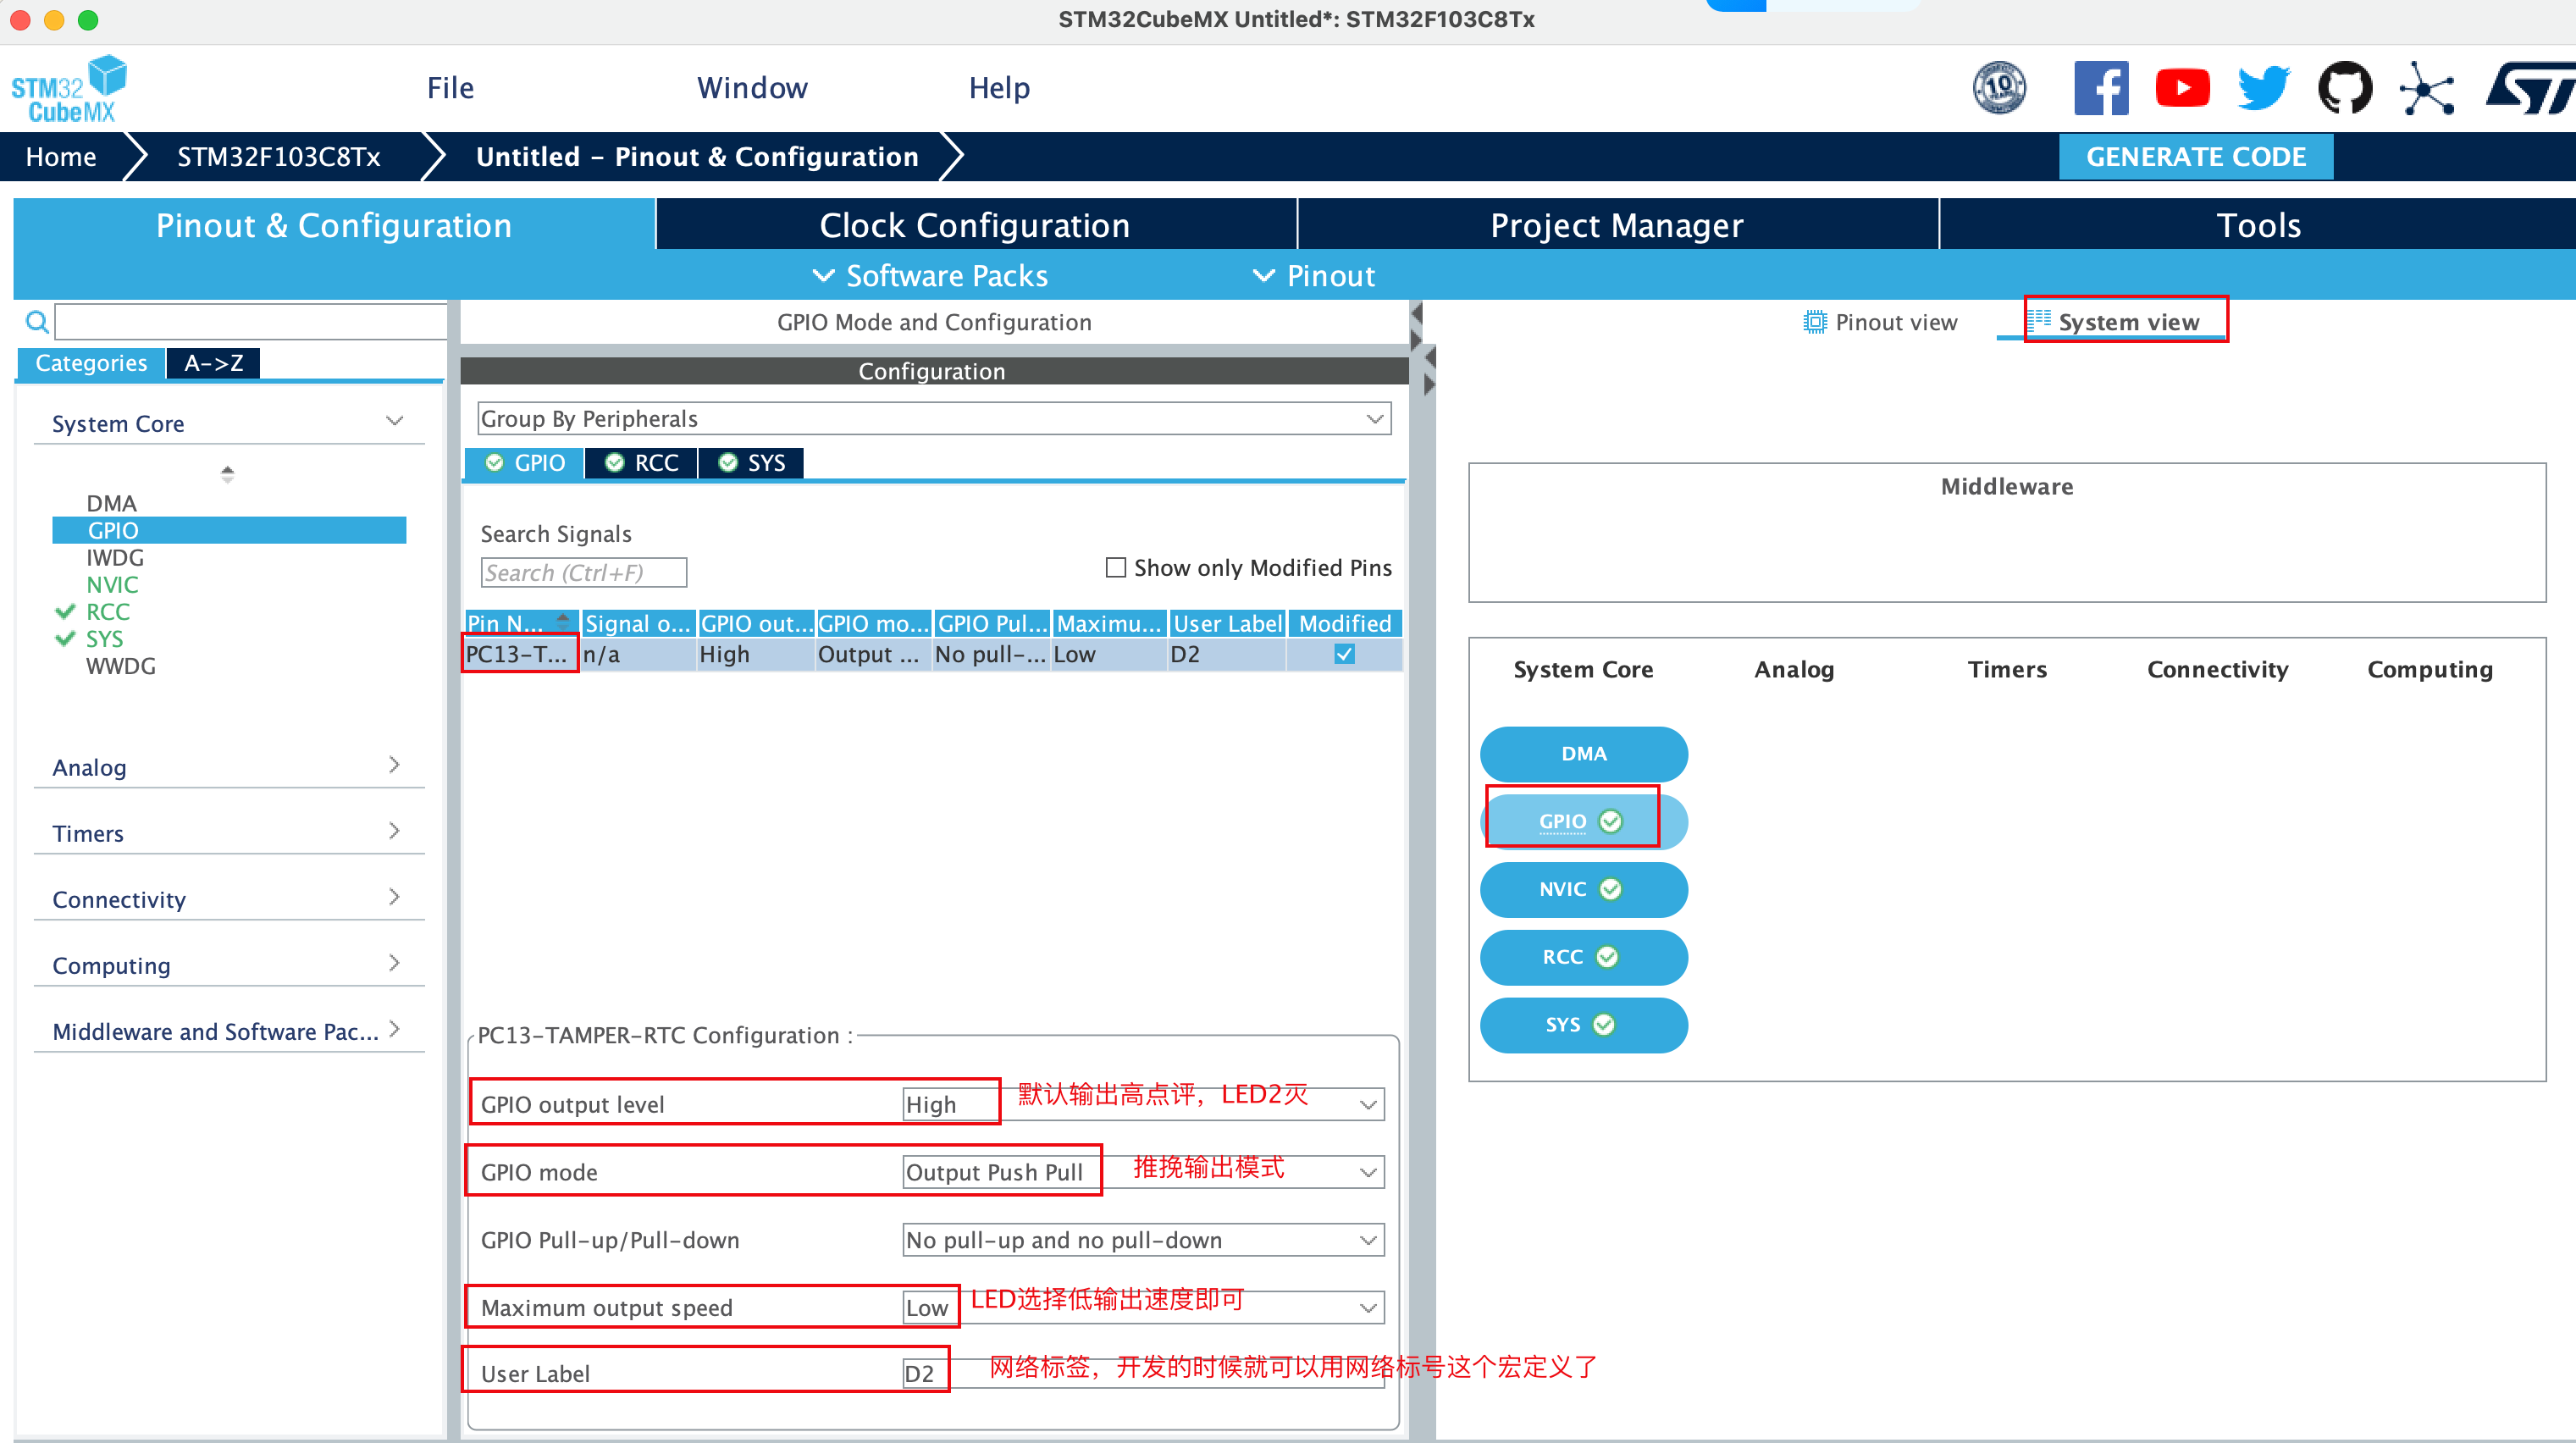 STM32CubeMX Untitled*: STM32F103C8Tx
STM32
CubeMX
File
Window
Help
10
YEARS
ST
Home
STM32F103C8Tx
Untitled – Pinout & Configuration
GENERATE CODE
Pinout & Configuration
Clock Configuration
Project Manager
Tools
Software Packs
Pinout
GPIO Mode and Configuration
Pinout view
System view
Categories
A->Z
Configuration
System Core
Group By Peripherals
GPIO
RCC
SYS
DMA
GPIO
IWDG
NVIC
RCC
SYS
WWDG
Search Signals
Search (Ctrl+F)
Show only Modified Pins
Pin N...
Signal o...
GPIO out...
GPIO mo...
GPIO Pul...
Maximu...
User Label
Modified
PC13-T...
n/a
High
Output ...
No pull-...
Low
D2
Analog
Timers
Connectivity
Computing
Middleware and Software Pac...
PC13-TAMPER-RTC Configuration :
GPIO output level
High
默认输出高点评，LED2灭
GPIO mode
Output Push Pull
推挽输出模式
GPIO Pull-up/Pull-down
No pull-up and no pull-down
Maximum output speed
Low
LED选择低输出速度即可
User Label
D2
网络标签，开发的时候就可以用网络标号这个宏定义了
Middleware
System Core
Analog
Timers
Connectivity
Computing
DMA
GPIO
NVIC
RCC
SYS